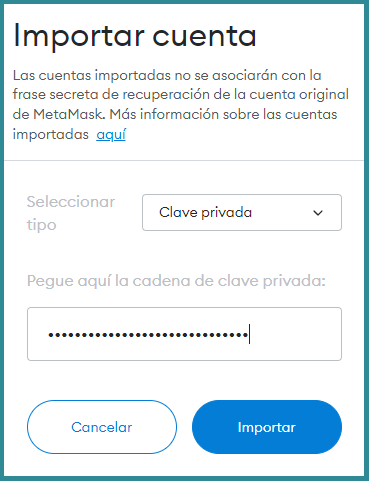 Importar cuenta
Las cuentas importadas no se asociarán con la
frase secreta de recuperación de la cuenta original
de MetaMask. Más información sobre las cuentas
importadas aquí
Seleccionar
tipo
Clave privada
Pegue aquí la cadena de clave privada:
••••••••••••••••••••••••••••••
Cancelar
Importar